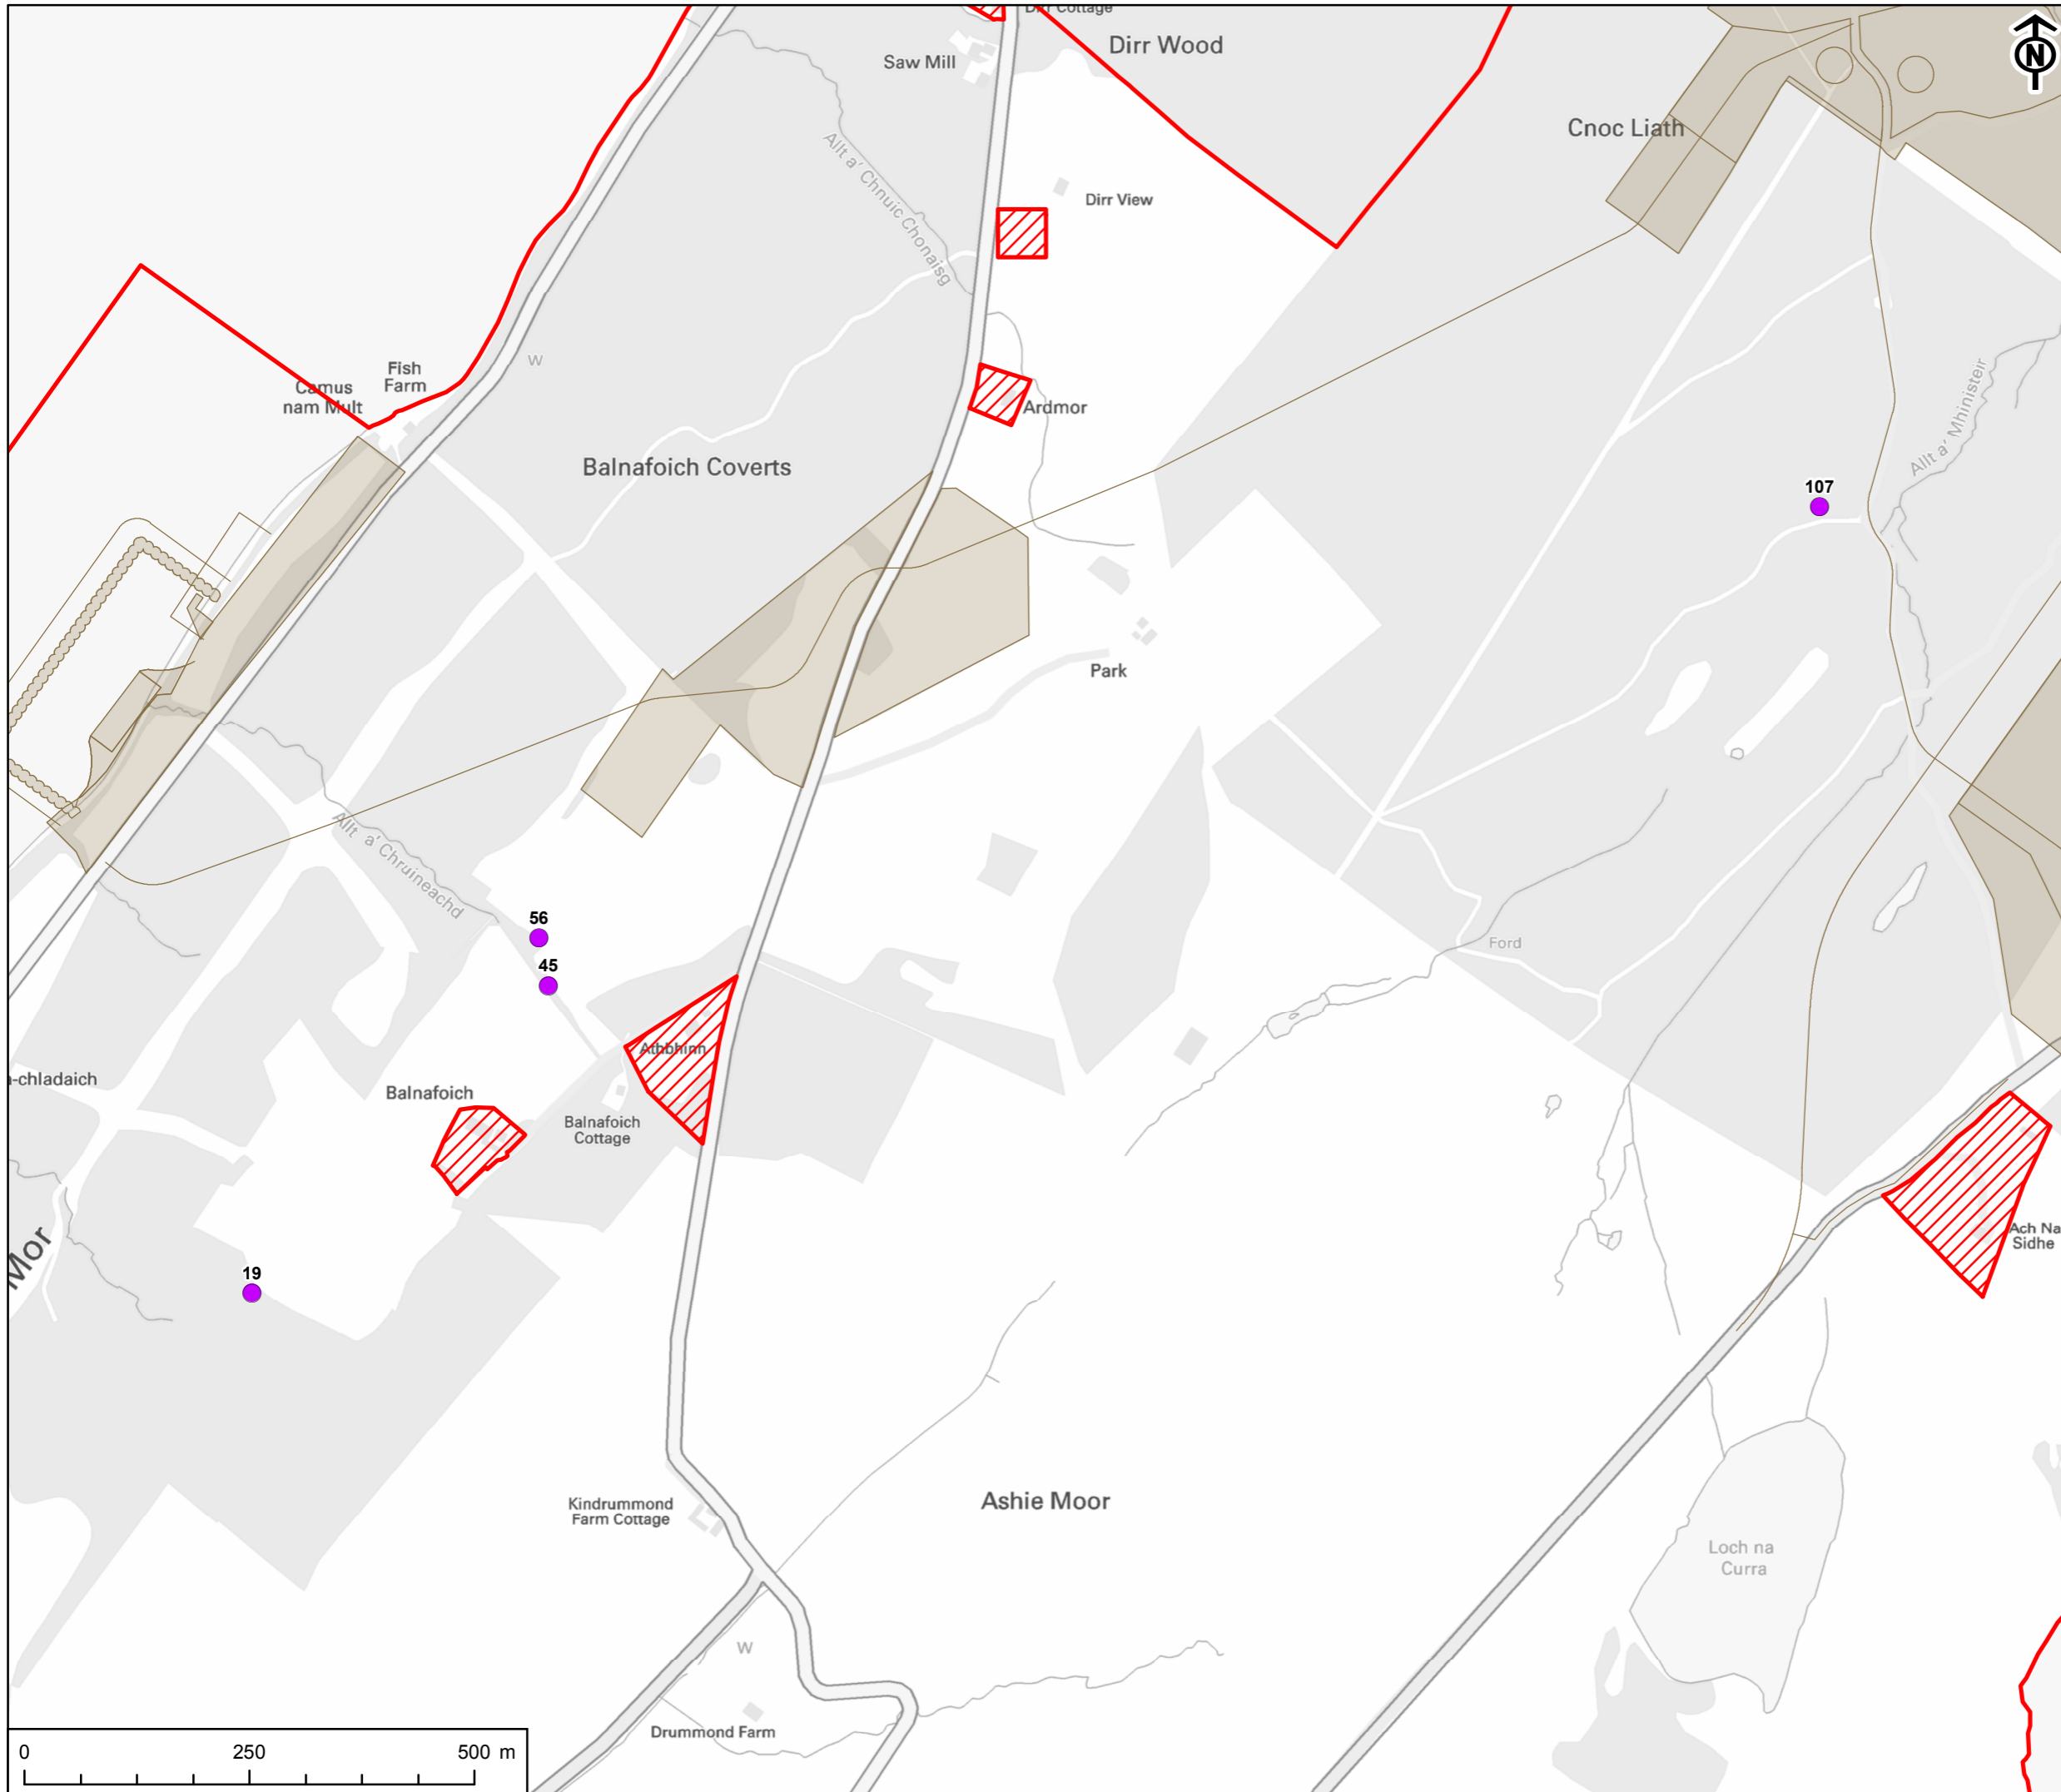 Dirr Cottage
Dirr Wood
N
Saw Mill
Cnoc Liath
Allt a' Chnuic Chonaisg
Dirr View
W
Fish
Farm
Camus
nam Mult
Ardmor
Allt a' Mhinisteir
Balnafoich Coverts
107
Park
Allt a' Chruineachd
56
Ford
45
Athbhinn
a-chladaich
Balnafoich
Balnafoich
Cottage
Mor
Ach Na
Sidhe
19
Kindrummond
Farm Cottage
Ashie Moor
Loch na
Curra
W
Drummond Farm
0 250 500 m